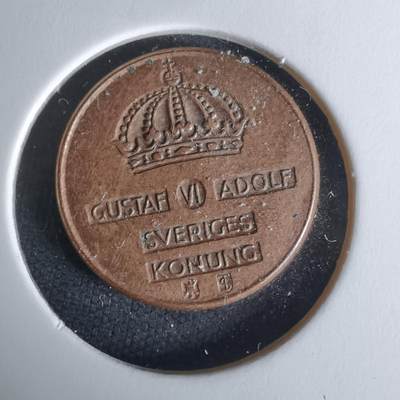 GUSTAF VI ADOLF
SVERIGES
KONUNG